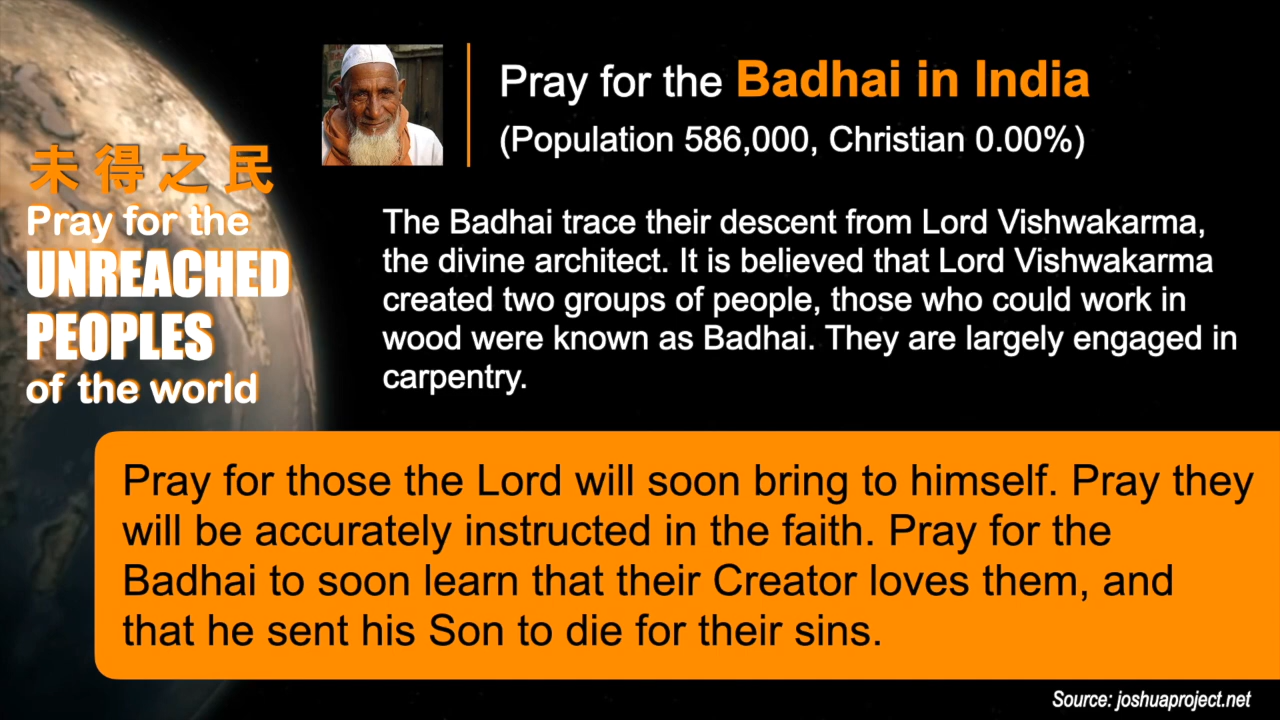 未得之民
Pray for the
UNREACHED
PEOPLES
of the world
Pray for the Badhai in India
(Population 586,000, Christian 0.00%)
The Badhai trace their descent from Lord Vishwakarma,
the divine architect. It is believed that Lord Vishwakarma
created two groups of people, those who could work in
wood were known as Badhai. They are largely engaged in
carpentry.
Pray for those the Lord will soon bring to himself. Pray they
will be accurately instructed in the faith. Pray for the
Badhai to soon learn that their Creator loves them, and
that he sent his Son to die for their sins.
Source: joshuaproject.net